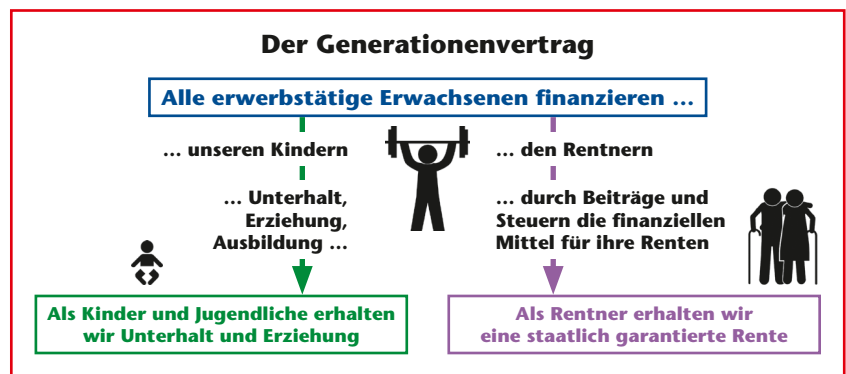 Der Generationenvertrag
Alle erwerbstätige Erwachsenen finanzieren ...
... unseren Kindern
... Unterhalt,
Erziehung,
Ausbildung ...
... den Rentnern
... durch Beiträge und
Steuern die finanziellen
Mittel für ihre Renten
Als Kinder und Jugendliche erhalten
wir Unterhalt und Erziehung
Als Rentner erhalten wir
eine staatlich garantierte Rente